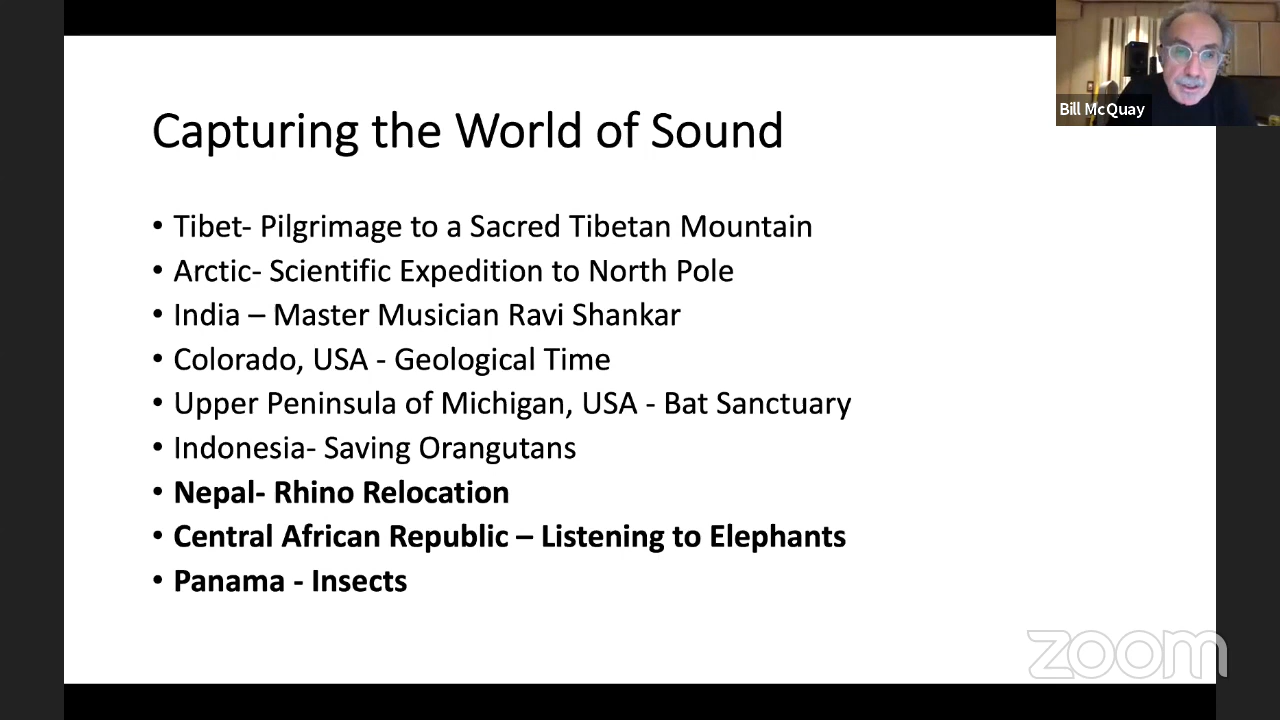 Capturing the World of Sound
• Tibet- Pilgrimage to a Sacred Tibetan Mountain
• Arctic- Scientific Expedition to North Pole
• India – Master Musician Ravi Shankar
• Colorado, USA - Geological Time
• Upper Peninsula of Michigan, USA - Bat Sanctuary
• Indonesia- Saving Orangutans
• Nepal- Rhino Relocation
• Central African Republic – Listening to Elephants
• Panama - Insects
Bill McQuay
zoom